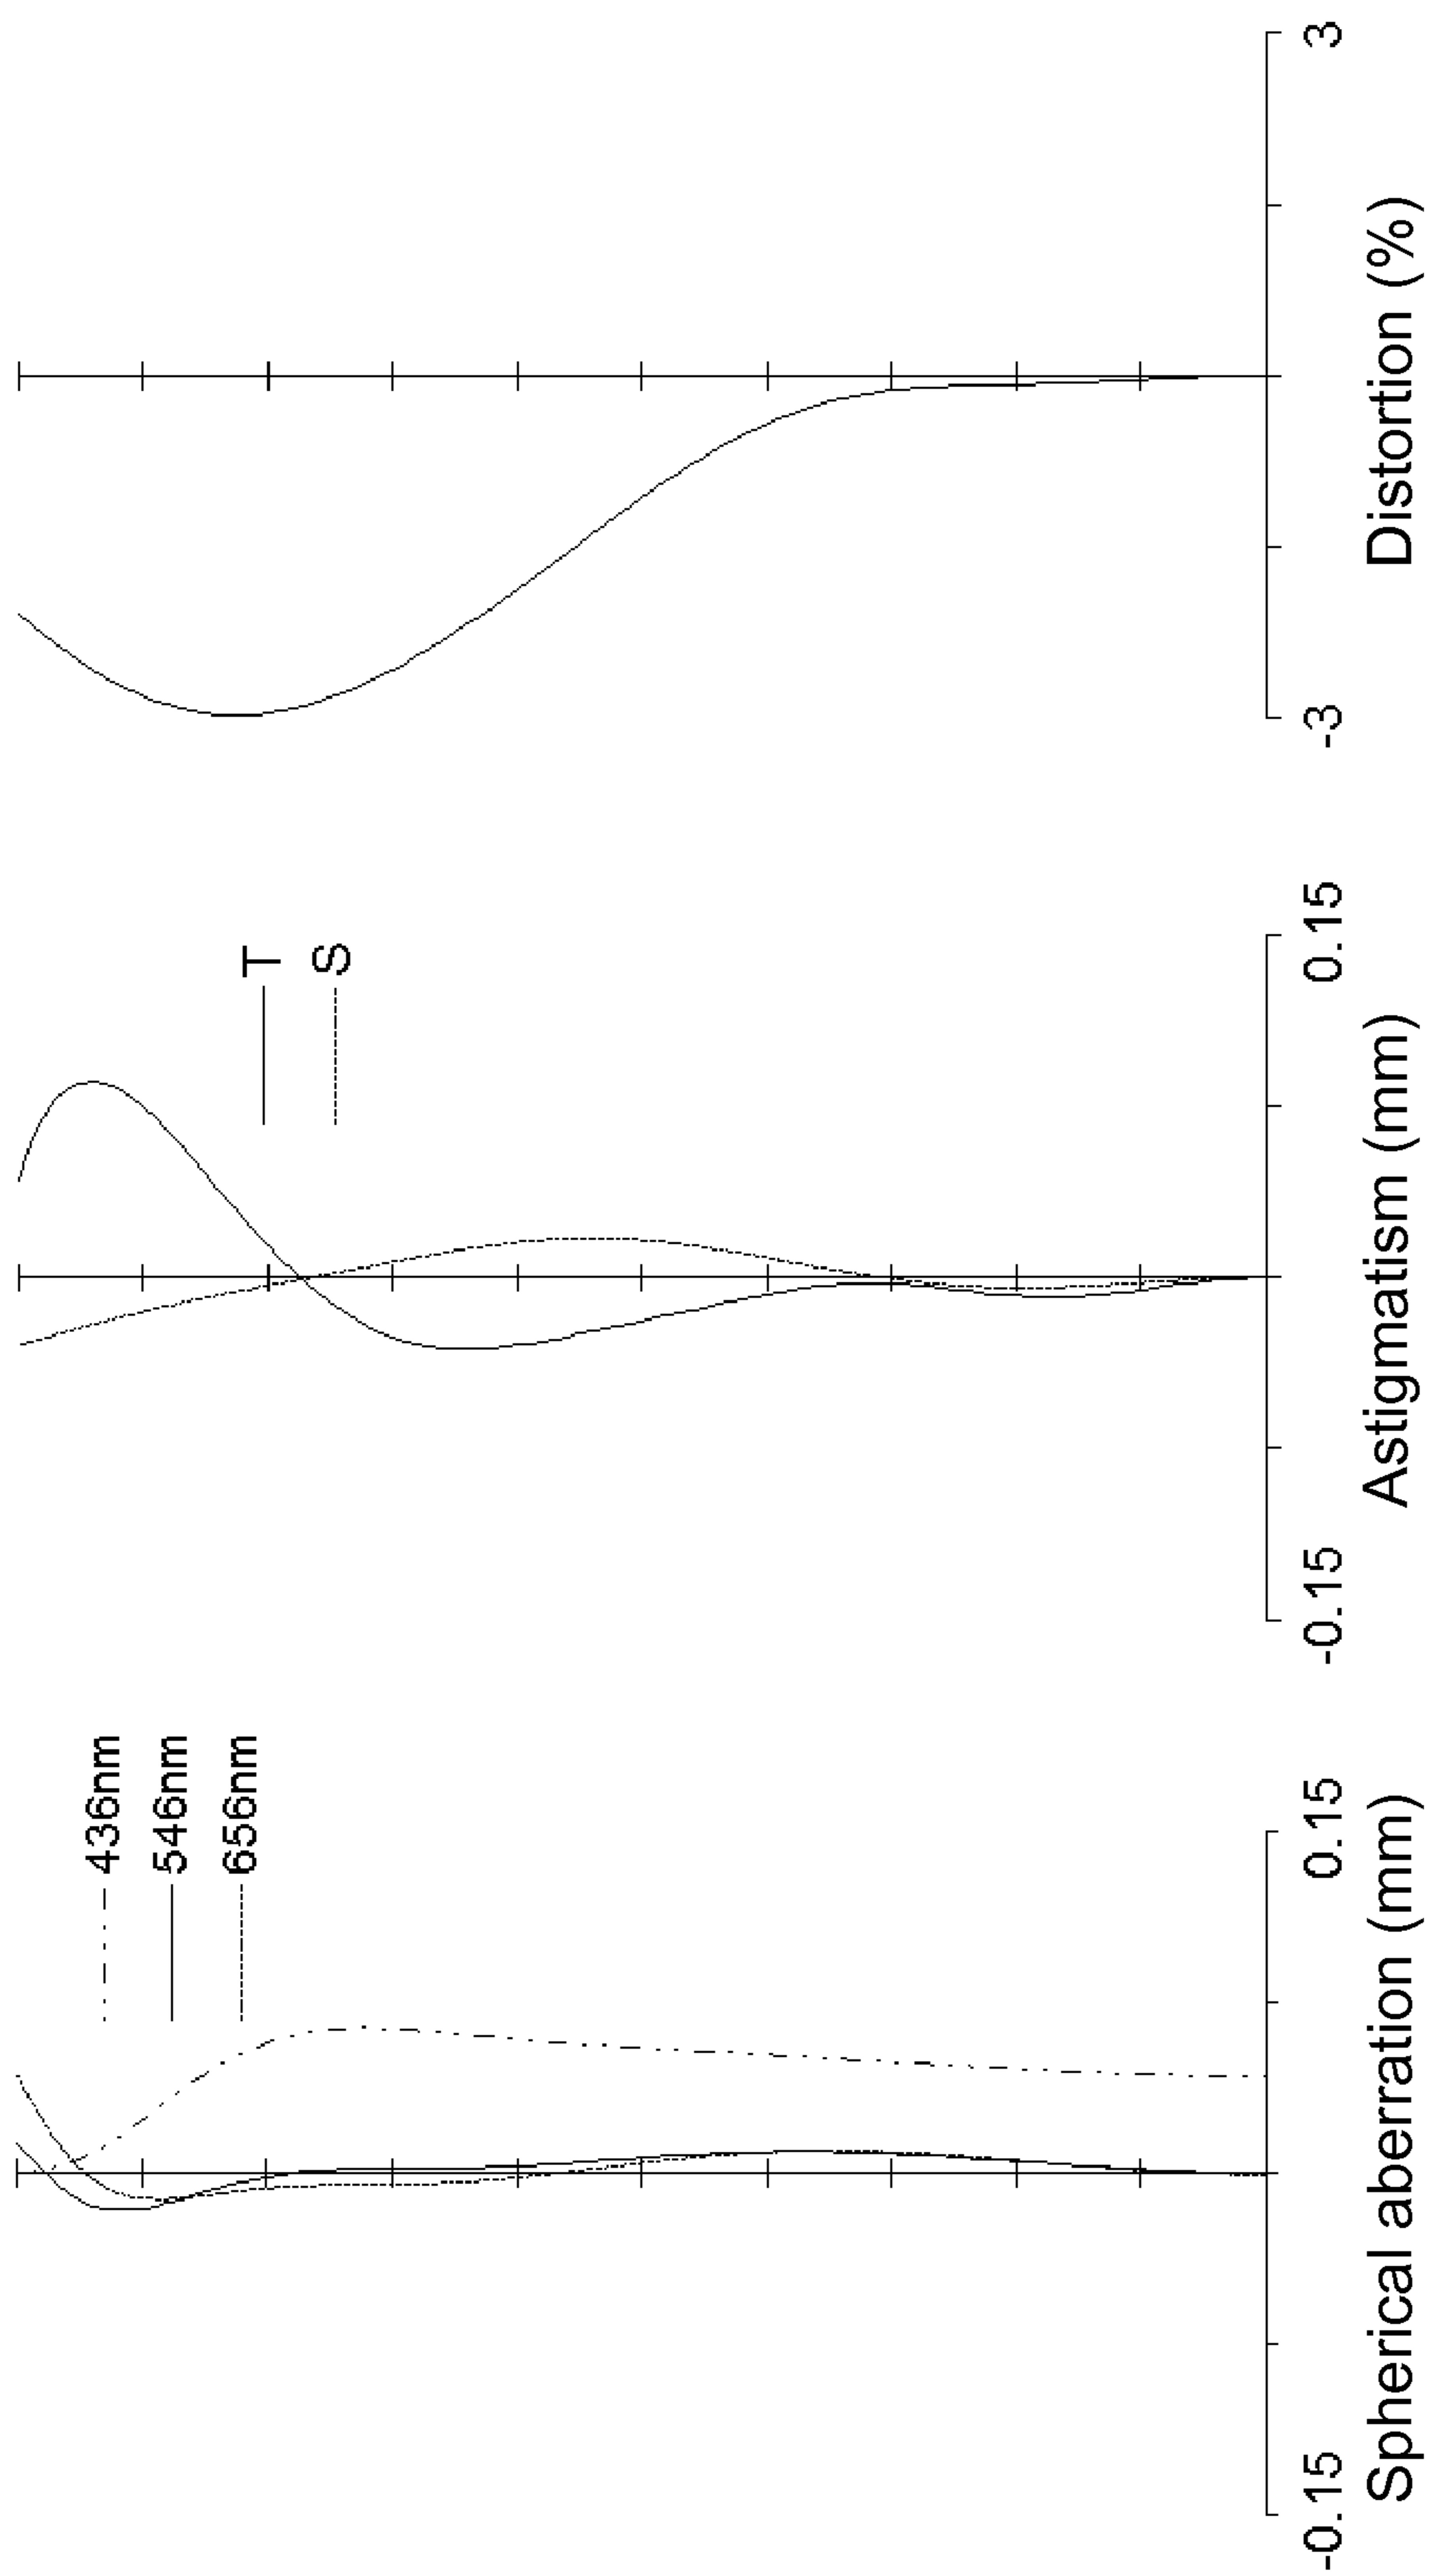 436nm
546nm
656nm
-0.15
0.15
Spherical aberration (mm)
T
S
-0.15
0.15
Astigmatism (mm)
-3
3
Distortion (%)